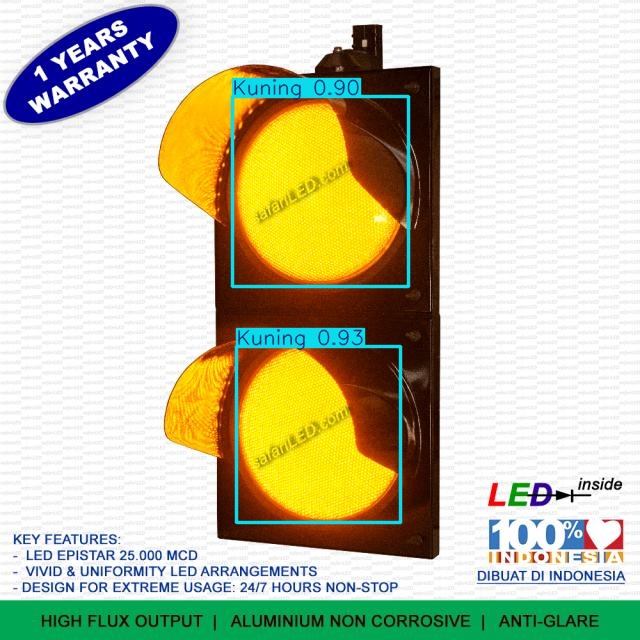 1 YEARS
WARRANTY
Kuning 0.90
safariLED.com
Kuning 0.93
safariLED.com
LED inside
100%
INDONESIA
DIBUAT DI INDONESIA
KEY FEATURES:
- LED EPISTAR 25.000 MCD
- VIVID & UNIFORMITY LED ARRANGEMENTS
- DESIGN FOR EXTREME USAGE: 24/7 HOURS NON-STOP
HIGH FLUX OUTPUT | ALUMINIUM NON CORROSIVE | ANTI-GLARE